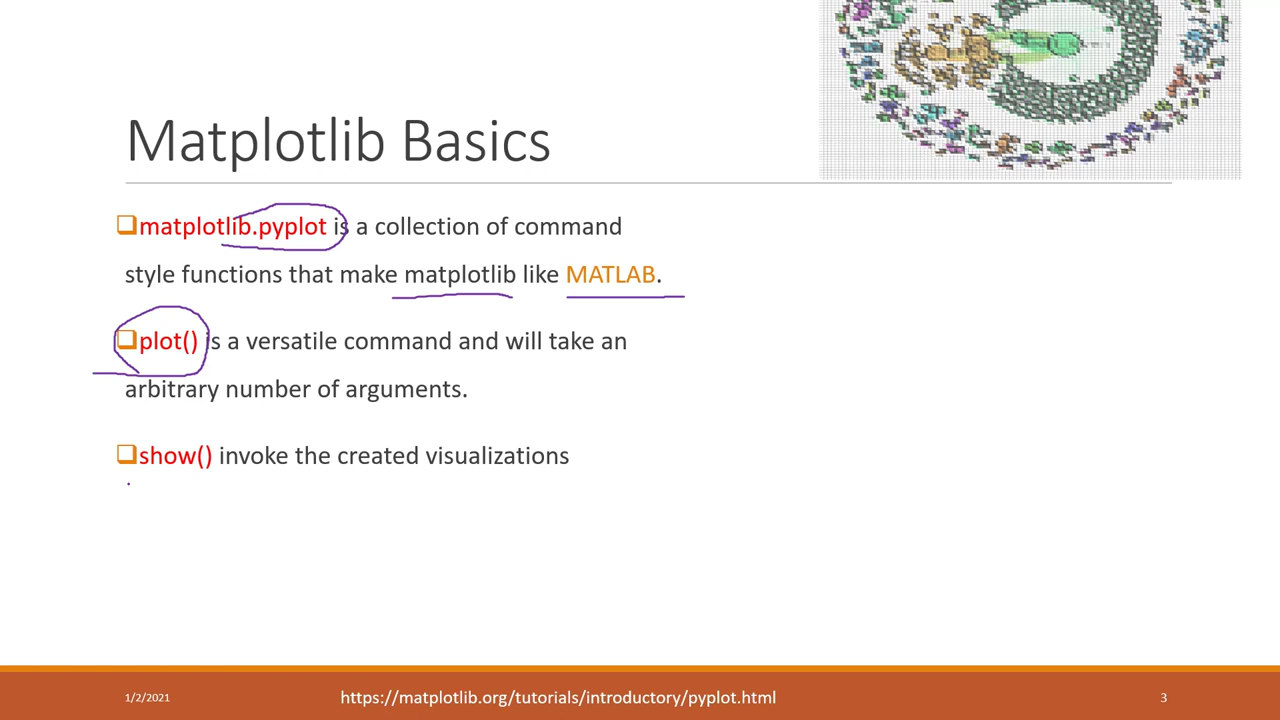 Matplotlib Basics
matplotlib.pyplot is a collection of command
style functions that make matplotlib like MATLAB.
plot() is a versatile command and will take an
arbitrary number of arguments.
show() invoke the created visualizations
1/2/2021
https://matplotlib.org/tutorials/introductory/pyplot.html
3